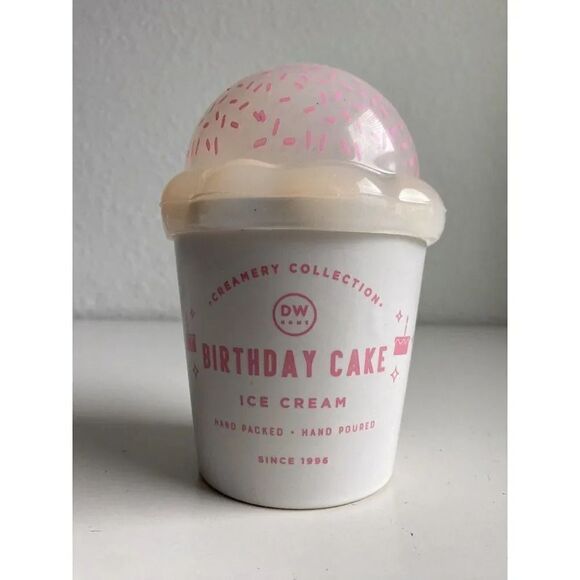 •CREAMERY COLLECTION•
DW
HOME
BIRTHDAY CAKE
ICE CREAM
HAND PACKED • HAND POURED
SINCE 1996